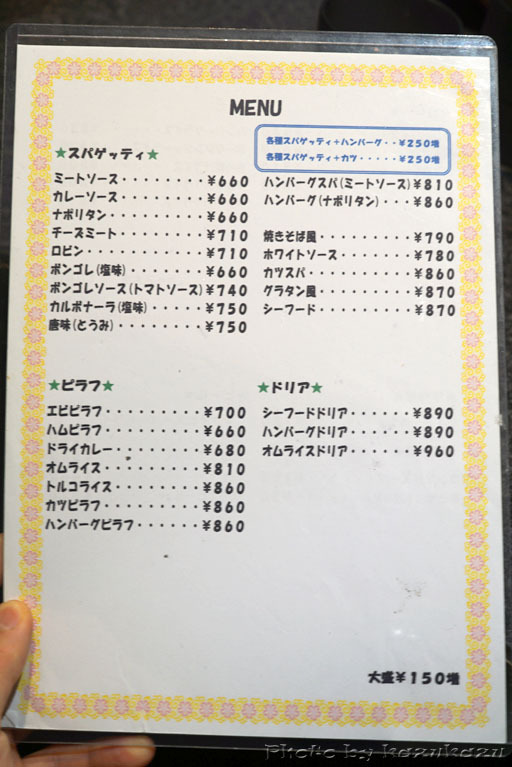 MENU
各種スパゲッティ+ハンバーグ・・¥250増
各種スパゲッティ+カツ・・・・・¥250増
★スパゲッティ★
ミートソース・・・・・・・・¥660
カレーソース・・・・・・・・¥660
ナポリタン・・・・・・・・・¥660
チーズミート・・・・・・・・¥710
ロビン・・・・・・・・・・・¥710
ボンゴレ(塩味)・・・・・・・¥660
ボンゴレソース(トマトソース)¥740
カルボナーラ(塩味)・・・・・¥750
唐味(とうみ)・・・・・・・・¥750
ハンバーグスパ(ミートソース)¥810
ハンバーグ(ナポリタン)・・・¥860
焼きそば風・・・・・・・・・¥790
ホワイトソース・・・・・・・¥780
カツスパ・・・・・・・・・・¥860
グラタン風・・・・・・・・・¥870
シーフード・・・・・・・・・¥870
★ピラフ★
エビピラフ・・・・・・・・・¥700
ハムピラフ・・・・・・・・・¥660
ドライカレー・・・・・・・・¥680
オムライス・・・・・・・・・¥810
トルコライス・・・・・・・・¥860
カツピラフ・・・・・・・・・¥860
ハンバーグピラフ・・・・・・¥860
★ドリア★
シーフードドリア・・・・・・¥890
ハンバーグドリア・・・・・・¥890
オムライスドリア・・・・・・¥960
大盛¥150増
Photo by kazukazu